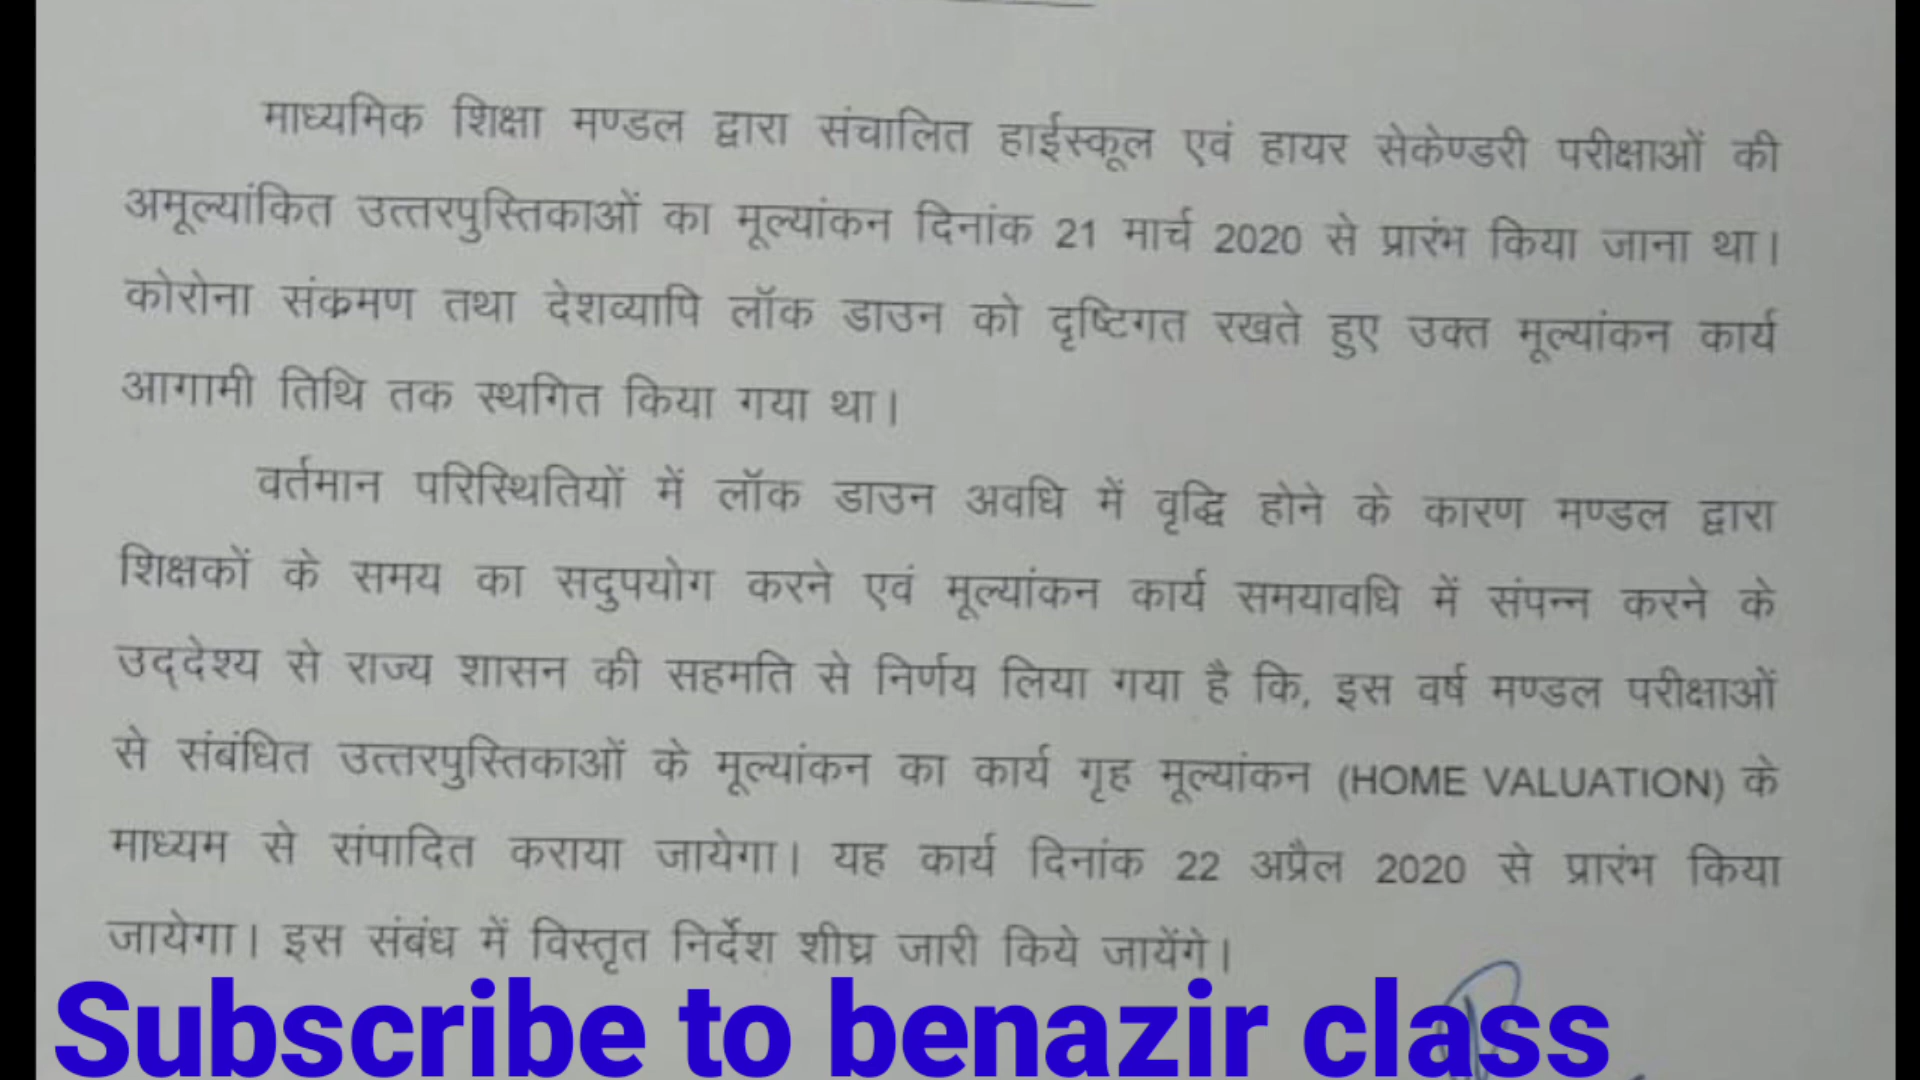 माध्यमिक शिक्षा मण्डल द्वारा संचालित हाईस्कूल एवं हायर सेकेण्डरी परीक्षाओं की
अमूल्यांकित उत्तरपुस्तिकाओं का मूल्यांकन दिनांक 21 मार्च 2020 से प्रारंभ किया जाना था।
कोरोना संक्रमण तथा देशव्यापि लॉक डाउन को दृष्टिगत रखते हुए उक्त मूल्यांकन कार्य
आगामी तिथि तक स्थगित किया गया था।
वर्तमान परिस्थितियों में लॉक डाउन अवधि में वृद्धि होने के कारण मण्डल द्वारा
शिक्षकों के समय का सदुपयोग करने एवं मूल्यांकन कार्य समयावधि में संपन्न करने के
उद्देश्य से राज्य शासन की सहमति से निर्णय लिया गया है कि, इस वर्ष मण्डल परीक्षाओं
से संबंधित उत्तरपुस्तिकाओं के मूल्यांकन का कार्य गृह मूल्यांकन (HOME VALUATION) के
माध्यम से संपादित कराया जायेगा। यह कार्य दिनांक 22 अप्रैल 2020 से प्रारंभ किया
जायेगा। इस संबंध में विस्तृत निर्देश शीघ्र जारी किये जायेंगे।
Subscribe to benazir class